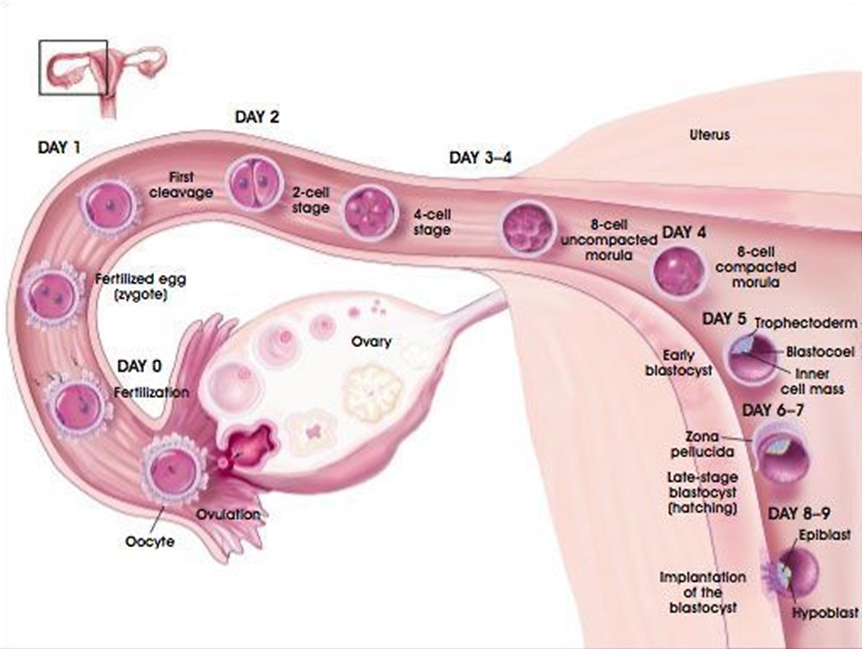 DAY 2
DAY 1
DAY 3–4
Uterus
First
cleavage
2-cell
stage
4-cell
stage
8-cell
uncompacted
morula
DAY 4
8-cell
compacted
morula
Fertilized egg
(zygote)
DAY 0
Fertilization
Ovary
DAY 5
Trophectoderm
Early
blastocyst
Blastocoel
Inner
cell mass
DAY 6–7
Zona
pellucida
Late-stage
blastocyst
(hatching)
DAY 8–9
Epiblast
Ovulation
Oocyte
Implantation
of the
blastocyst
Hypoblast